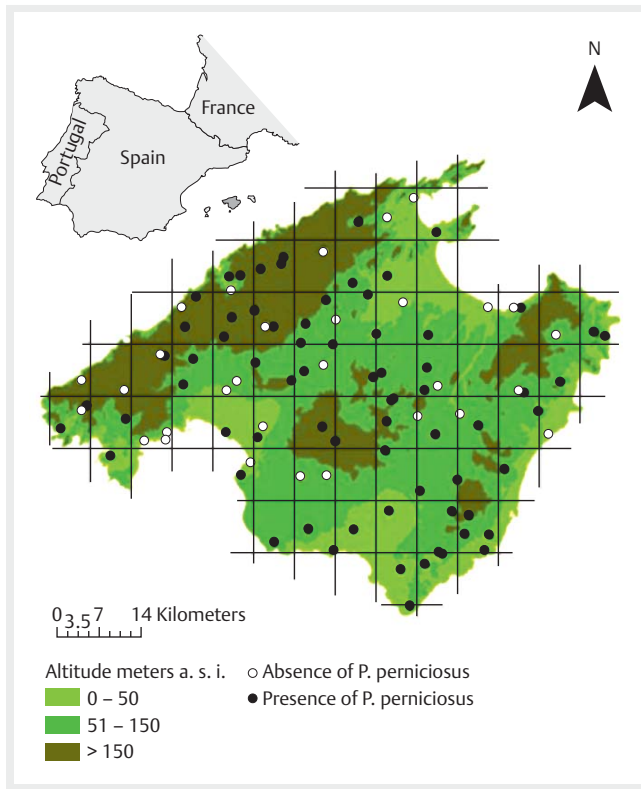 N
France
Portugal
Spain
0 3.5 7 14 Kilometers
Altitude meters a. s. i.
0 – 50
51 – 150
> 150
Absence of P. perniciosus
Presence of P. perniciosus